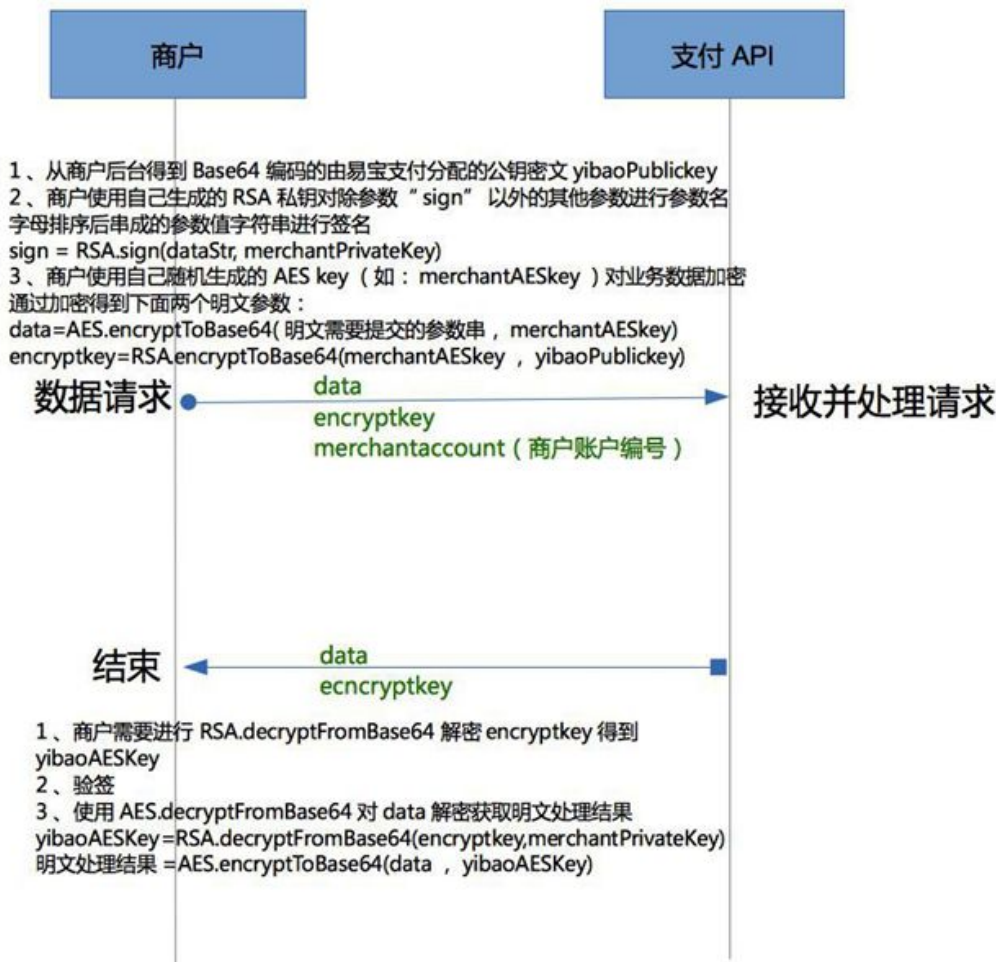 商户
支付 API
1、从商户后台得到 Base64 编码的由易宝支付分配的公钥密文 yibaoPublickey
2、商户使用自己生成的 RSA 私钥对除参数“sign”以外的其他参数进行参数名
字母排序后串成的参数值字符串进行签名
sign = RSA.sign(dataStr, merchantPrivateKey)
3、商户使用自己随机生成的 AES key（如：merchantAESkey）对业务数据加密
通过加密得到下面两个明文参数：
data=AES.encryptToBase64(明文需要提交的参数串，merchantAESkey)
encryptkey=RSA.encryptToBase64(merchantAESkey ，yibaoPublickey)
数据请求
data
encryptkey
merchantaccount（商户账户编号）
接收并处理请求
结束
data
ecncryptkey
1、商户需要进行 RSA.decryptFromBase64 解密 encryptkey 得到
yibaoAESKey
2、验签
3、使用 AES.decryptFromBase64 对 data 解密获取明文处理结果
yibaoAESKey=RSA.decryptFromBase64(encryptkey,merchantPrivateKey)
明文处理结果 =AES.encryptToBase64(data ，yibaoAESKey)